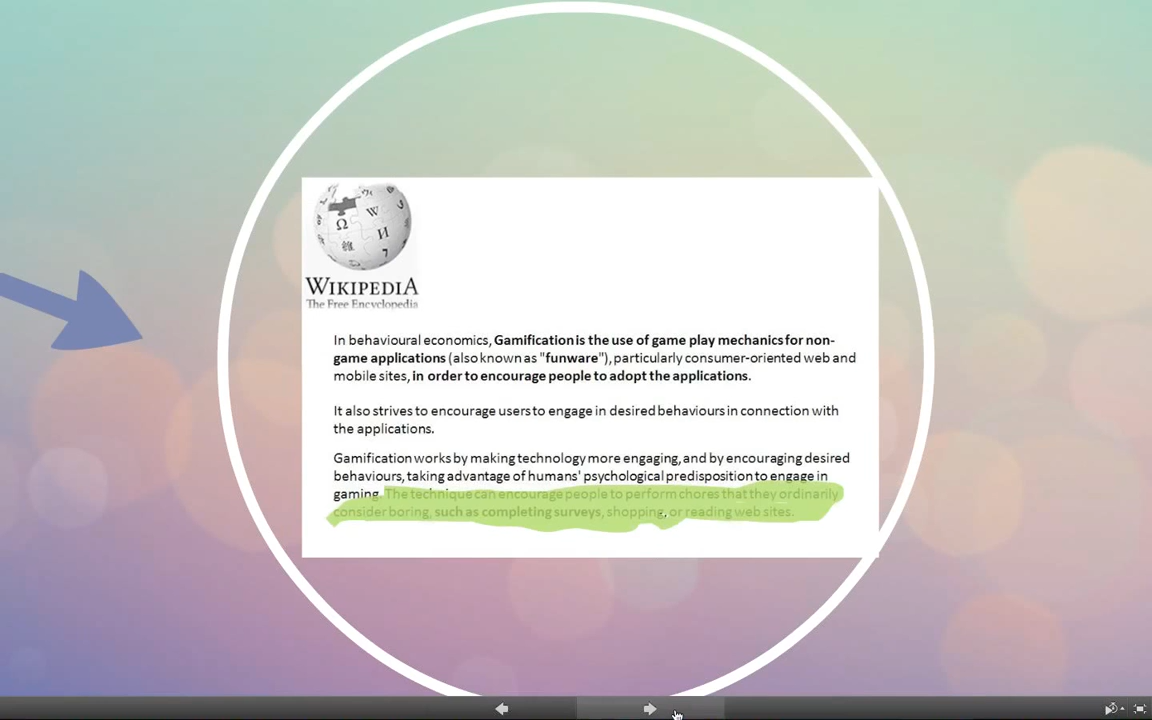 WIKIPEDIA
The Free Encyclopedia
In behavioural economics, Gamification is the use of game play mechanics for non-
game applications (also known as "funware"), particularly consumer-oriented web and
mobile sites, in order to encourage people to adopt the applications.
It also strives to encourage users to engage in desired behaviours in connection with
the applications.
Gamification works by making technology more engaging, and by encouraging desired
behaviours, taking advantage of humans' psychological predisposition to engage in
gaming. The technique can encourage people to perform chores that they ordinarily
consider boring, such as completing surveys, shopping, or reading web sites.